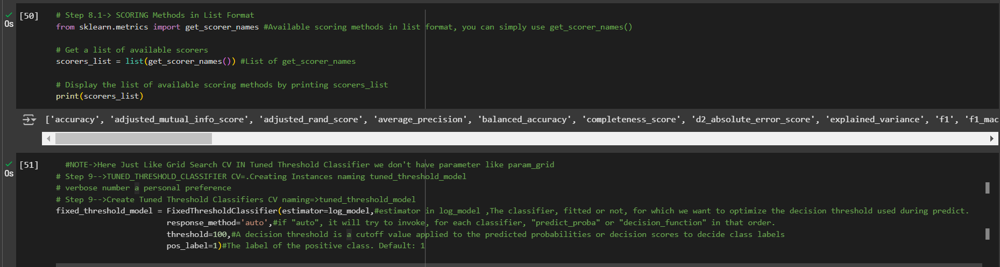 [50]
0s
# Step 8.1-> SCORING Methods in List Format
from sklearn.metrics import get_scorer_names #Available scoring methods in list format, you can simply use get_scorer_names()
# Get a list of available scorers
scorers_list = list(get_scorer_names()) #List of get_scorer_names
# Display the list of available scoring methods by printing scorers_list
print(scorers_list)
['accuracy', 'adjusted_mutual_info_score', 'adjusted_rand_score', 'average_precision', 'balanced_accuracy', 'completeness_score', 'd2_absolute_error_score', 'explained_variance', 'f1', 'f1_mac
[51]
0s
#NOTE->Here Just Like Grid Search CV IN Tuned Threshold Classifier we don't have parameter like param_grid
# Step 9-->TUNED_THRESHOLD_CLASSIFIER CV=.Creating Instances naming tuned_threshold_model
# verbose number a personal preference
# Step 9-->Create Tuned Threshold Classifiers CV naming=>tuned_threshold_model
fixed_threshold_model = FixedThresholdClassifier(estimator=log_model,#estimator in log_model ,The classifier, fitted or not, for which we want to optimize the decision threshold used during predict.
response_method='auto',#if "auto", it will try to invoke, for each classifier, "predict_proba" or "decision_function" in that order.
threshold=100,#A decision threshold is a cutoff value applied to the predicted probabilities or decision scores to decide class labels
pos_label=1)#The label of the positive class. Default: 1